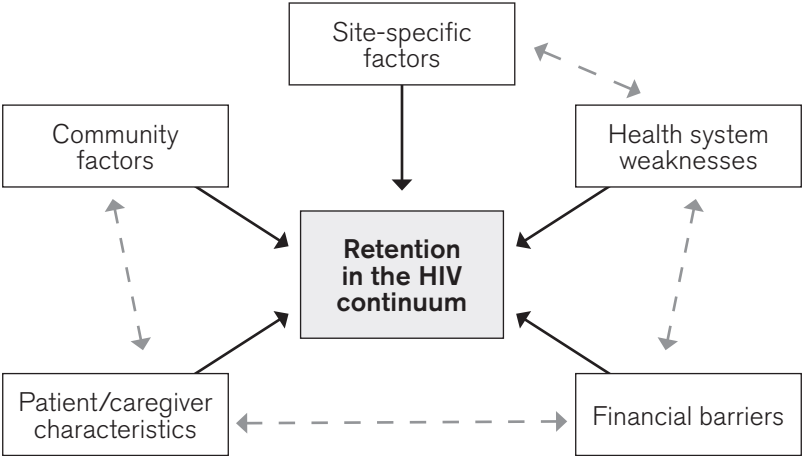 Site-specific
factors
Community
factors
Health system
weaknesses
Retention
in the HIV
continuum
Patient/caregiver
characteristics
Financial barriers